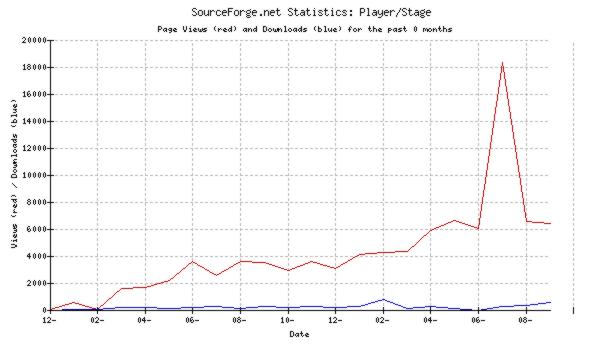 SourceForge.net Statistics: Player/Stage
Page Views (red) and Downloads (blue) for the past 0 months
20000
18000
16000
14000
12000
10000
8000
6000
4000
2000
0
Views (red) / Downloads (blue)
12- 02- 04- 06- 08- 10- 12- 02- 04- 06- 08-
Date